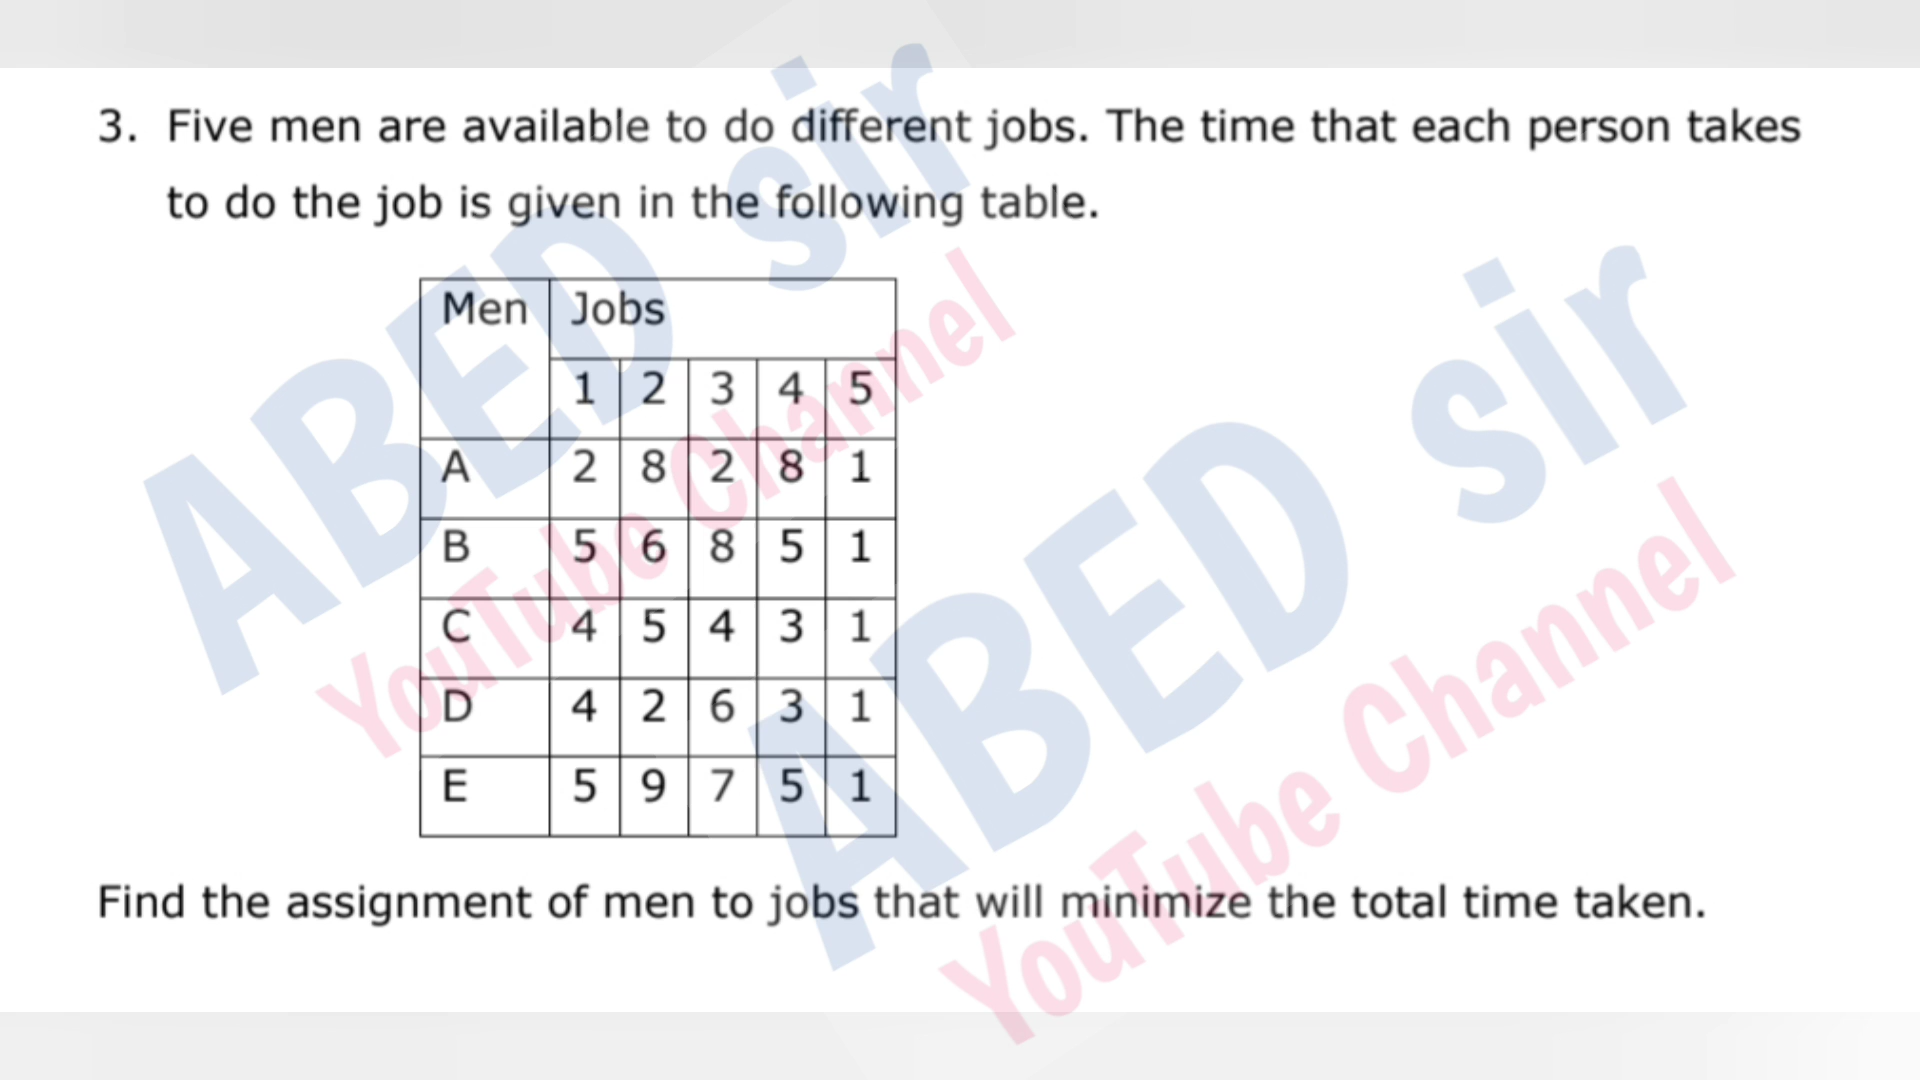 3. Five men are available to do different jobs. The time that each person takes
to do the job is given in the following table.
Men Jobs
1 2 3 4 5
A 2 8 2 8 1
B 5 6 8 5 1
C 4 5 4 3 1
D 4 2 6 3 1
E 5 9 7 5 1
Find the assignment of men to jobs that will minimize the total time taken.
ABED sir
YouTube Channel
ABED sir
YouTube Channel